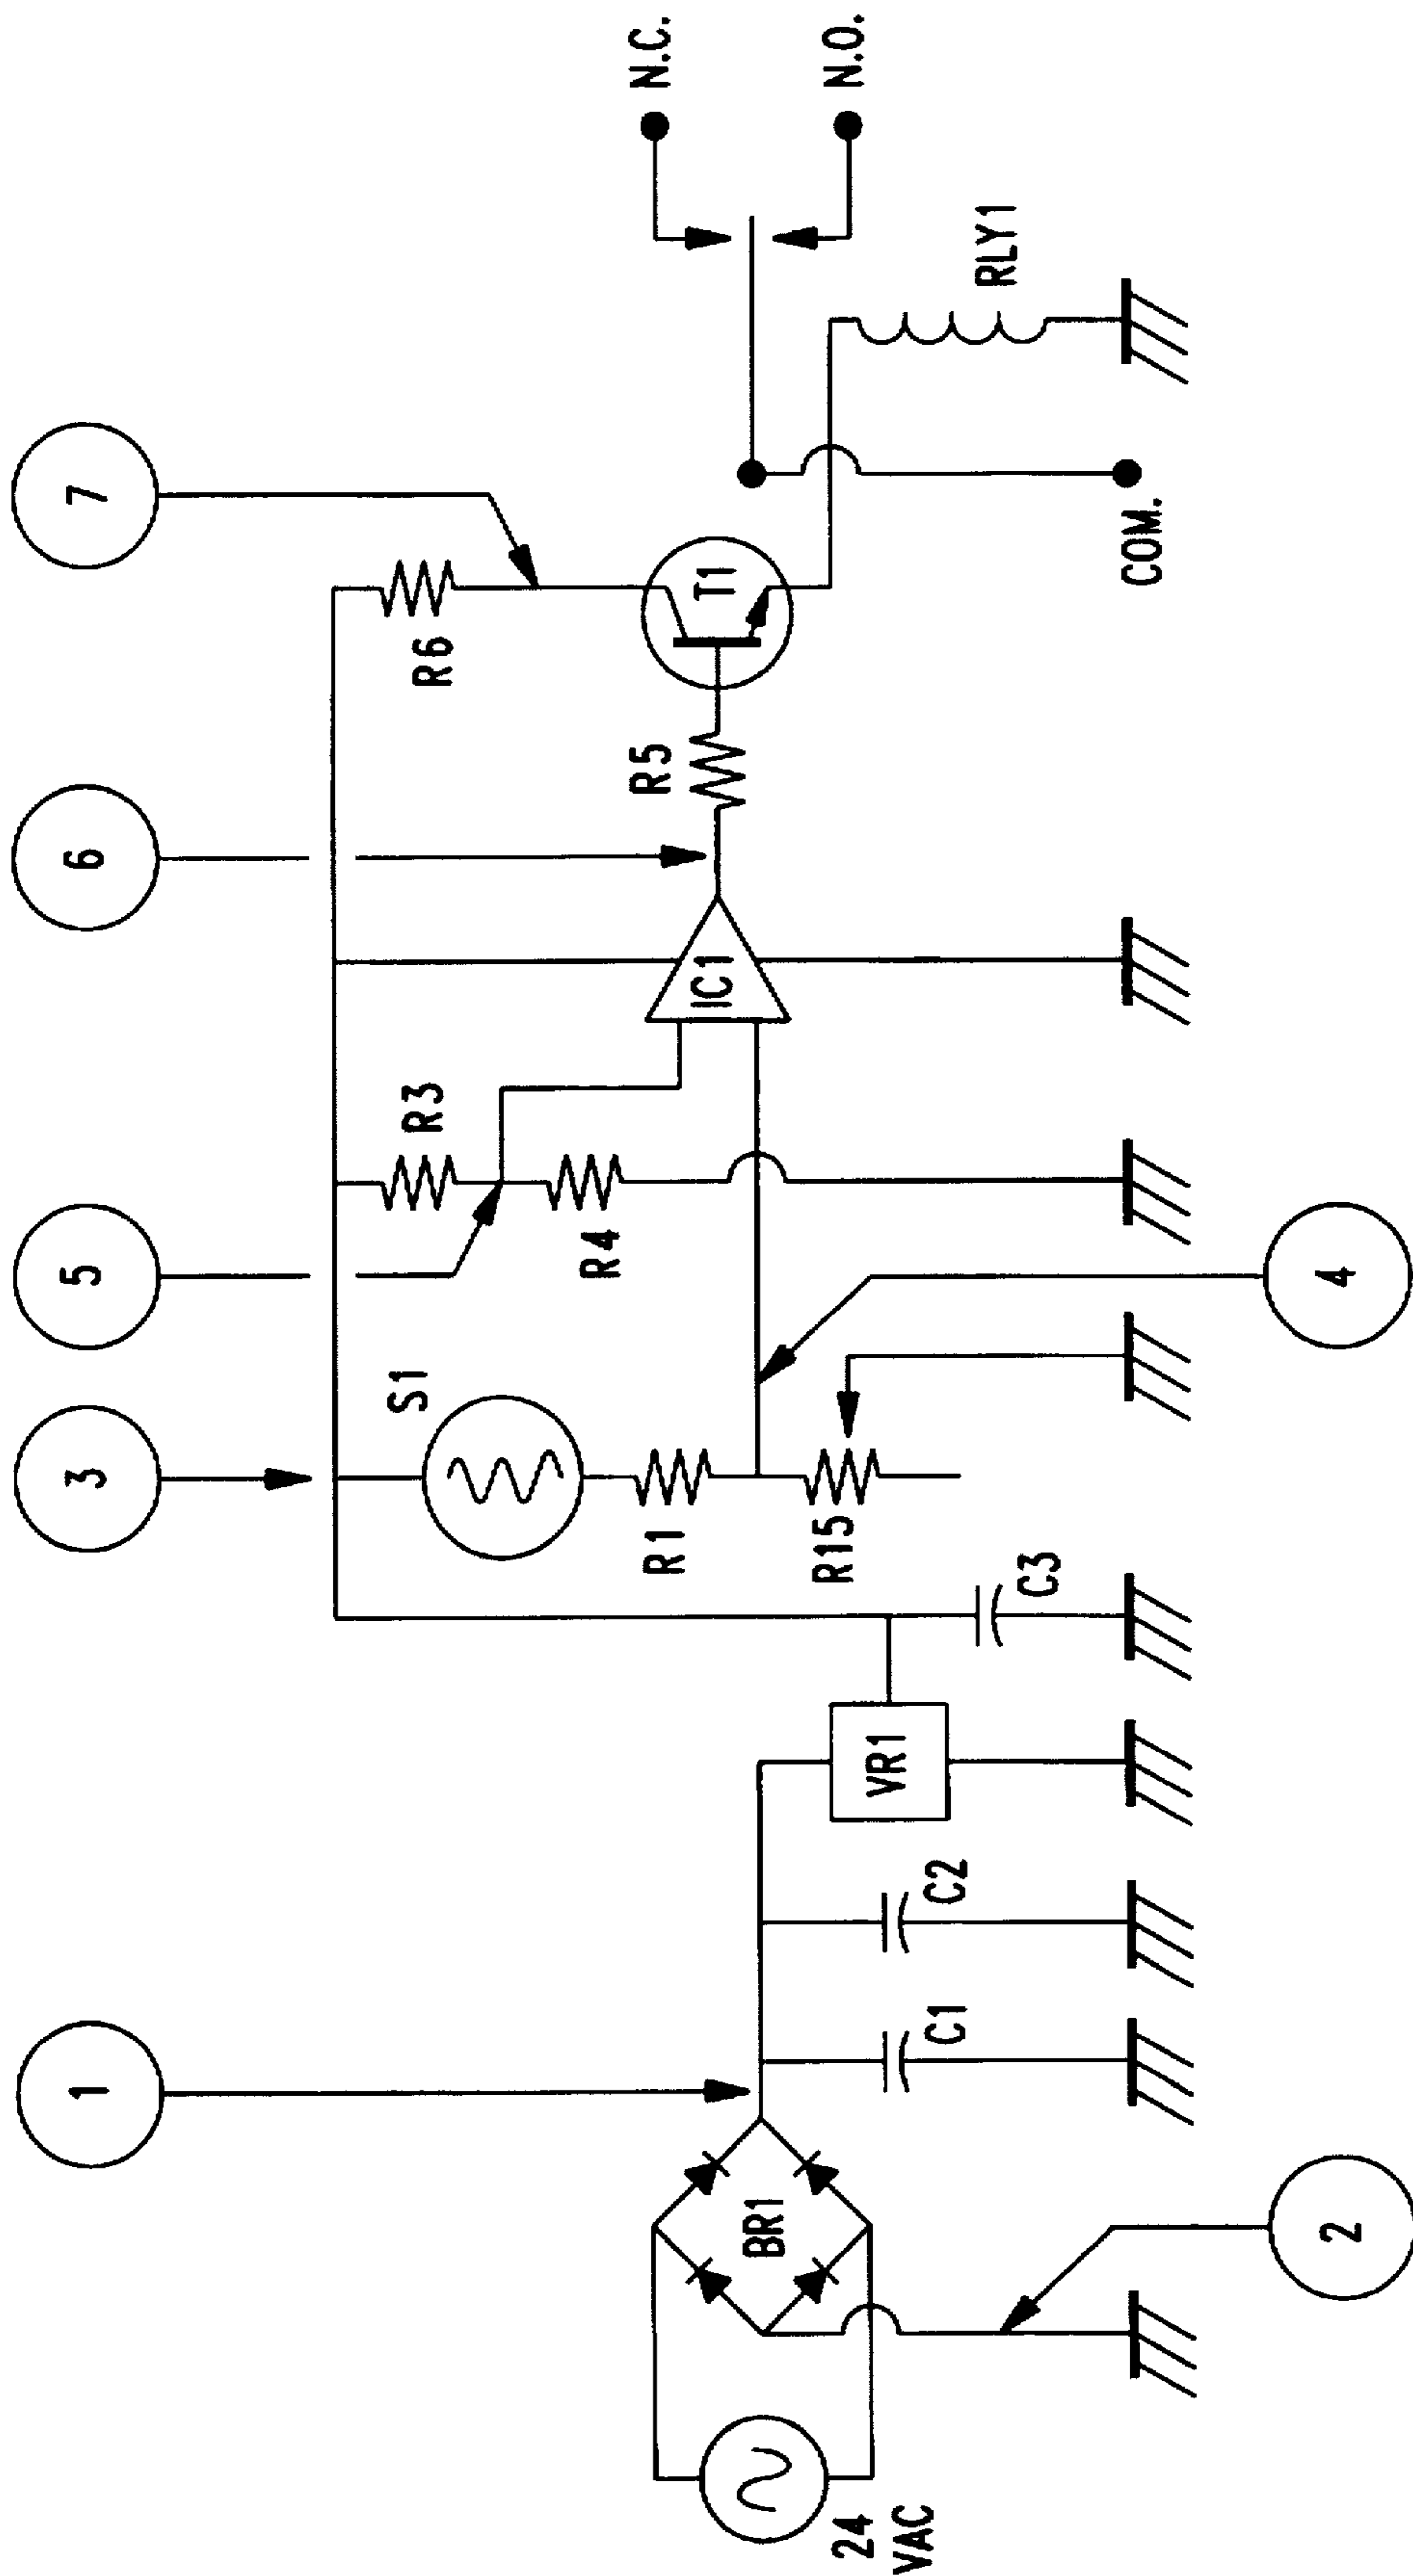 1
3
5
6
7
S1
R3
R6
N.C.
R1
R4
R5
T1
IC1
BR1
R15
RLY1
N.O.
24
VAC
C1
C2
VR1
C3
COM.
2
4